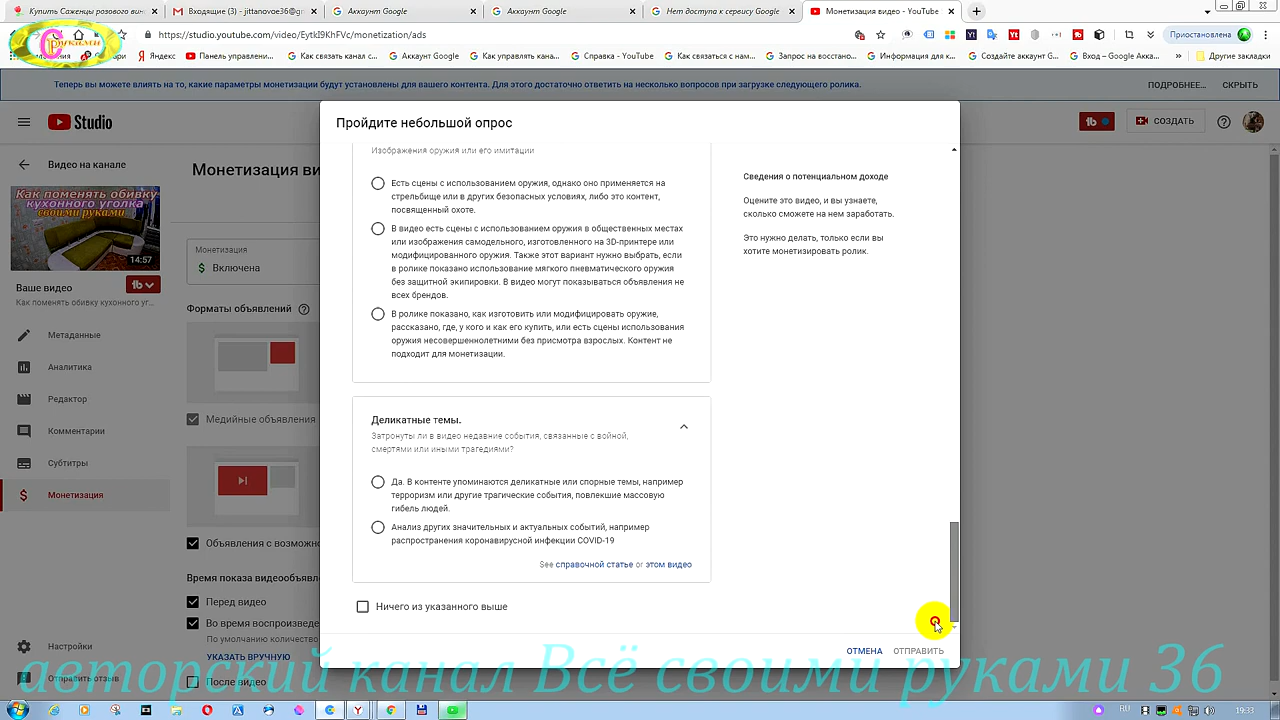 Купить Саженцы розового вин
Входящие (3) - jittanovoe36@gr
Аккаунт Google
Аккаунт Google
Нет доступа к сервису Google
Монетизация видео - YouTube
https://studio.youtube.com/video/EytkI9KhFVc/monetization/ads
Приостановлена
С
руками
Яндекс
Панель управлени...
Как связать канал с...
Аккаунт Google
Как управлять кана...
Справка - YouTube
Как связаться с нам...
Запрос на восстано...
Информация для к...
Создайте аккаунт G...
Вход – Google Акка...
Другие закладки
Теперь вы можете влиять на то, какие параметры монетизации будут установлены для вашего контента. Для этого достаточно ответить на несколько вопросов при загрузке следующего ролика.
ПОДРОБНЕЕ...
СКРЫТЬ
Studio
СОЗДАТЬ
Видео на канале
Как поменять обивку
кухонного уголка
своими руками
14:57
Ваше видео
Как поменять обивку кухонного уг...
Метаданные
Аналитика
Редактор
Комментарии
Субтитры
Монетизация
Настройки
Отправить отзыв
Монетизация ви
Монетизация
Включена
Форматы объявлений
Медийные объявления
Объявления с возможно
Время показа видеообъявле
Перед видео
Во время воспроизведе
По умолчанию количество
УКАЗАТЬ ВРУЧНУЮ
После видео
Пройдите небольшой опрос
Изображения оружия или его имитации
Есть сцены с использованием оружия, однако оно применяется на
стрельбище или в других безопасных условиях, либо это контент,
посвященный охоте.
В видео есть сцены с использованием оружия в общественных местах
или изображения самодельного, изготовленного на 3D-принтере или
модифицированного оружия. Также этот вариант нужно выбрать, если
в ролике показано использование мягкого пневматического оружия
без защитной экипировки. В видео могут показываться объявления не
всех брендов.
В ролике показано, как изготовить или модифицировать оружие,
рассказано, где, у кого и как его купить, или есть сцены использования
оружия несовершеннолетними без присмотра взрослых. Контент не
подходит для монетизации.
Деликатные темы.
Затронуты ли в видео недавние события, связанные с войной,
смертями или иными трагедиями?
Да. В контенте упоминаются деликатные или спорные темы, например
терроризм или другие трагические события, повлекшие массовую
гибель людей.
Анализ других значительных и актуальных событий, например
распространения коронавирусной инфекции COVID-19
See справочной статье or этом видео
Ничего из указанного выше
Сведения о потенциальном доходе
Оцените это видео, и вы узнаете,
сколько сможете на нем заработать.
Это нужно делать, только если вы
хотите монетизировать ролик.
ОТМЕНА
ОТПРАВИТЬ
авторский канал Всё своими руками 36
RU
19:33